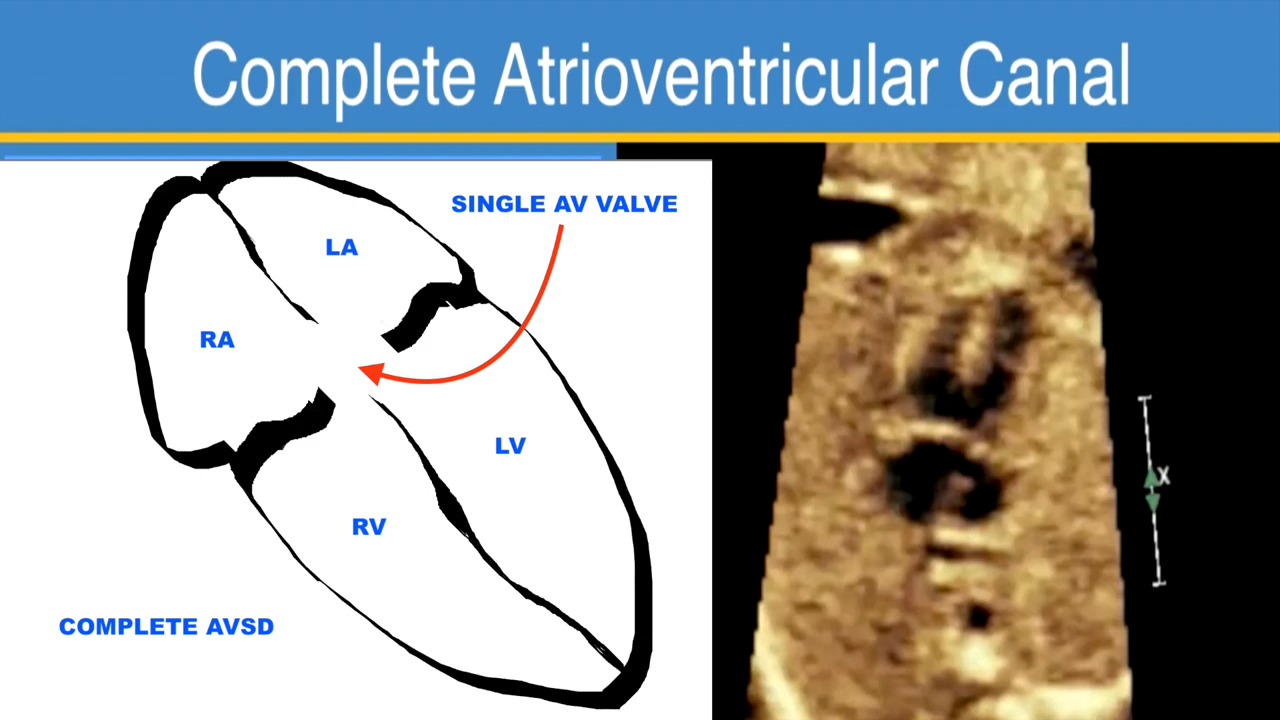 Complete Atrioventricular Canal
SINGLE AV VALVE
LA
RA
LV
RV
COMPLETE AVSD
X